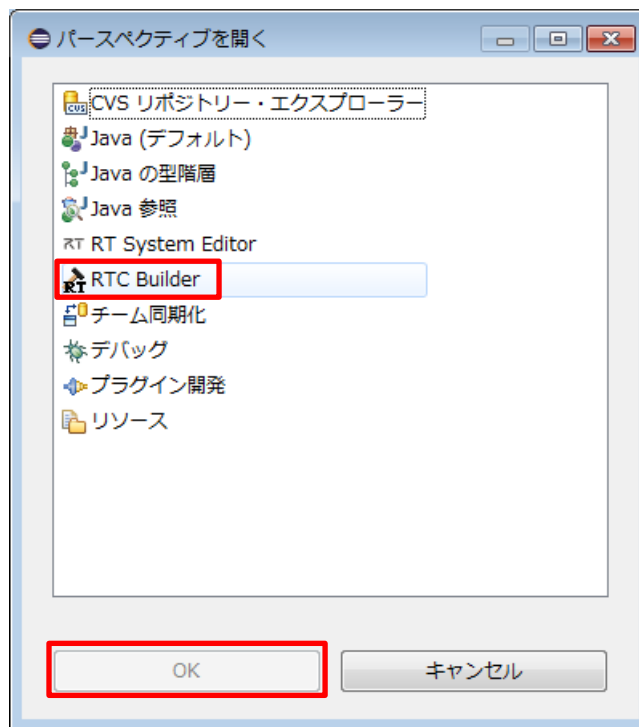 パースペクティブを開く
CVS リポジトリー・エクスプローラー
Java (デフォルト)
Java の型階層
Java 参照
RT RT System Editor
RT RTC Builder
チーム同期化
デバッグ
プラグイン開発
リソース
OK
キャンセル